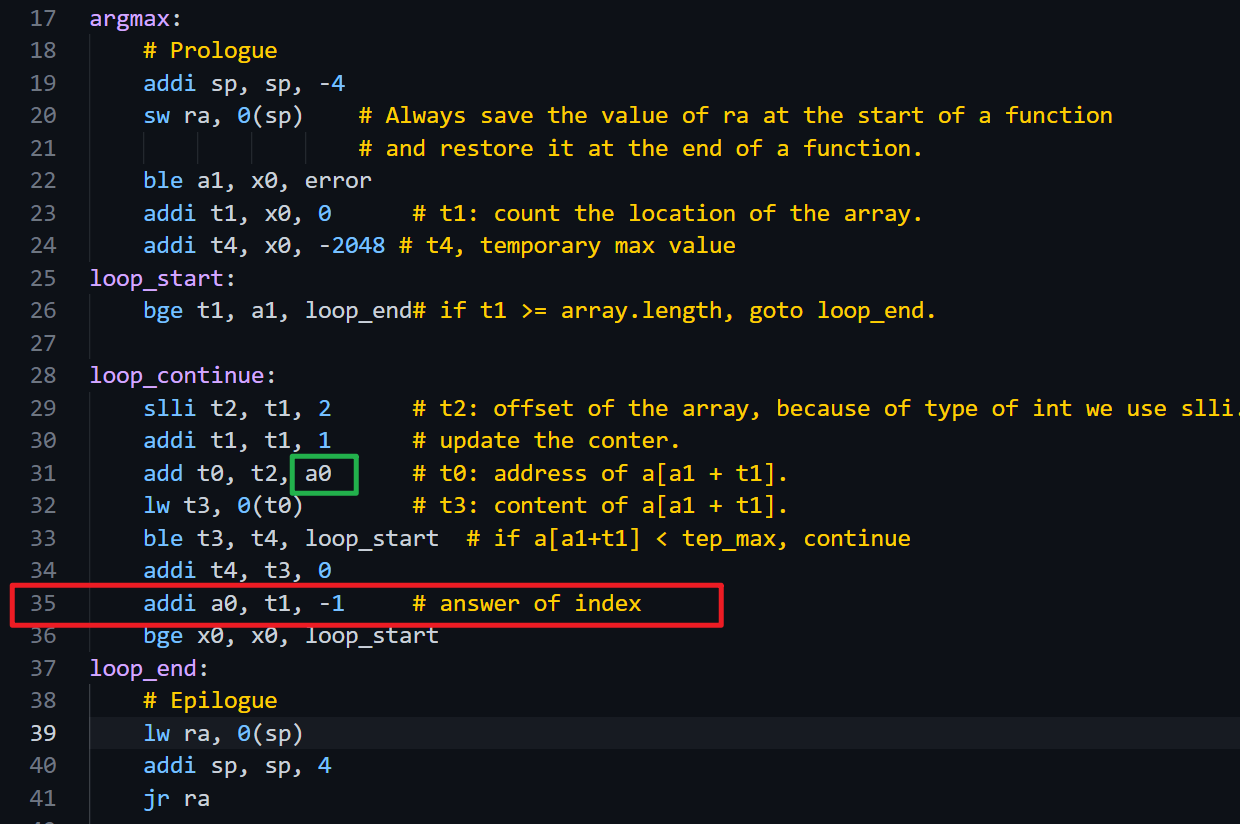 17 argmax:
18 # Prologue
19 addi sp, sp, -4
20 sw ra, 0(sp) # Always save the value of ra at the start of a function
21 # and restore it at the end of a function.
22 ble a1, x0, error
23 addi t1, x0, 0 # t1: count the location of the array.
24 addi t4, x0, -2048 # t4, temporary max value
25 loop_start:
26 bge t1, a1, loop_end# if t1 >= array.length, goto loop_end.
27
28 loop_continue:
29 slli t2, t1, 2 # t2: offset of the array, because of type of int we use slli.
30 addi t1, t1, 1 # update the conter.
31 add t0, t2, a0 # t0: address of a[a1 + t1].
32 lw t3, 0(t0) # t3: content of a[a1 + t1].
33 ble t3, t4, loop_start # if a[a1+t1] < tep_max, continue
34 addi t4, t3, 0
35 addi a0, t1, -1 # answer of index
36 bge x0, x0, loop_start
37 loop_end:
38 # Epilogue
39 lw ra, 0(sp)
40 addi sp, sp, 4
41 jr ra